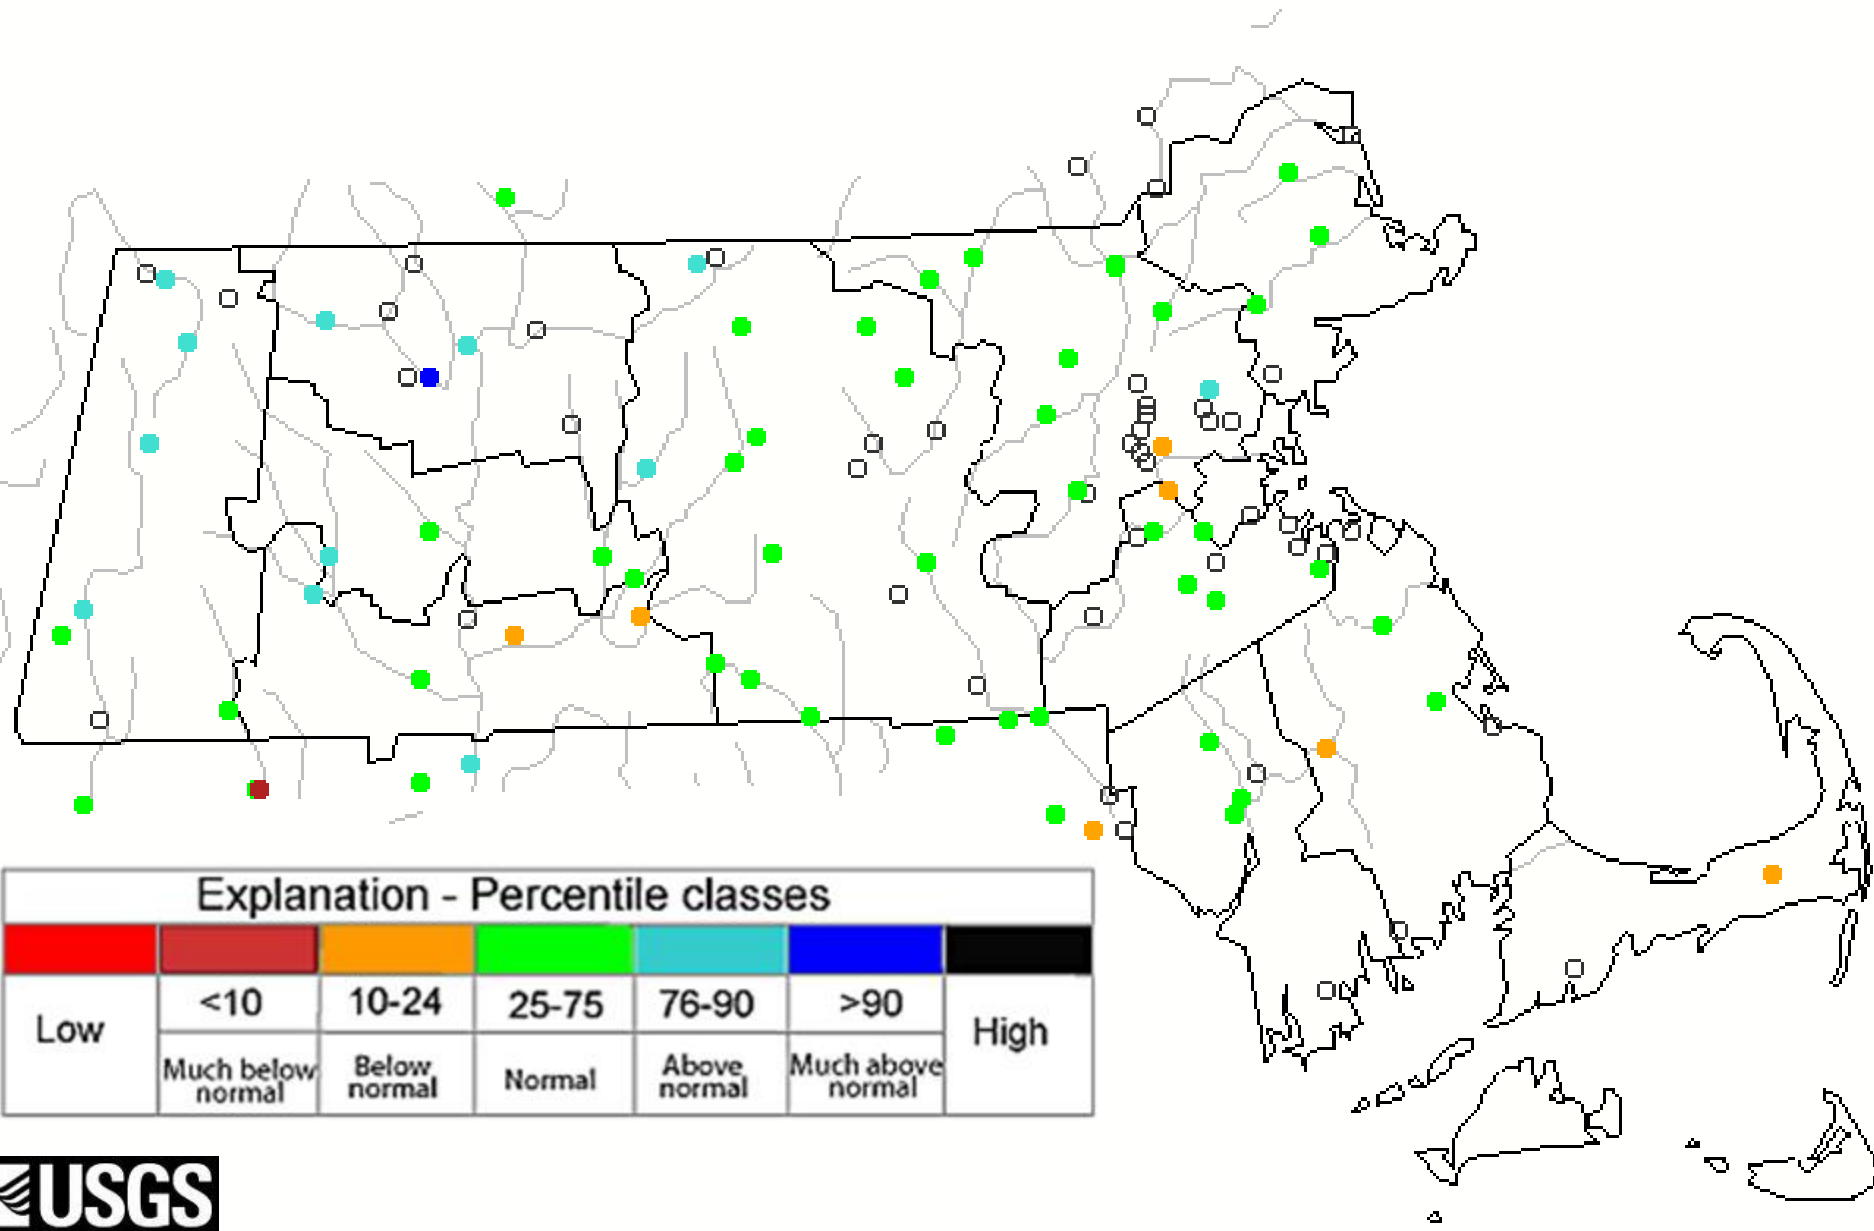 Explanation - Percentile classes
Low
<10
10-24
25-75
76-90
>90
High
Much below
normal
Below
normal
Normal
Above
normal
Much above
normal
USGS